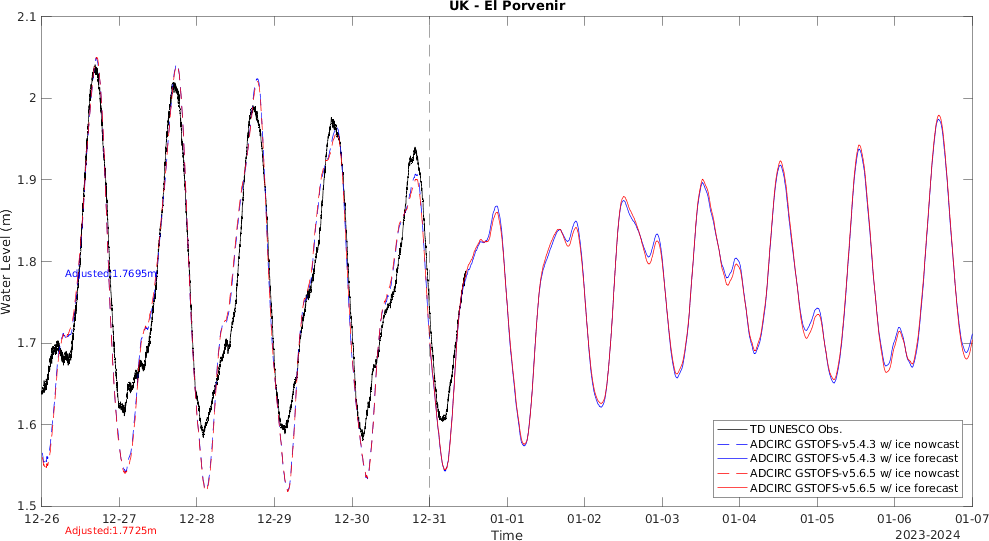 UK - El Porvenir
2.1
2
1.9
1.8
1.7
1.6
1.5
Water Level (m)
Adjusted:1.7695m
Adjusted:1.7725m
12-26 12-27 12-28 12-29 12-30 12-31 01-01 01-02 01-03 01-04 01-05 01-06 01-07
2023-2024
Time
TD UNESCO Obs.
ADCIRC GSTOFS-v5.4.3 w/ ice nowcast
ADCIRC GSTOFS-v5.4.3 w/ ice forecast
ADCIRC GSTOFS-v5.6.5 w/ ice nowcast
ADCIRC GSTOFS-v5.6.5 w/ ice forecast